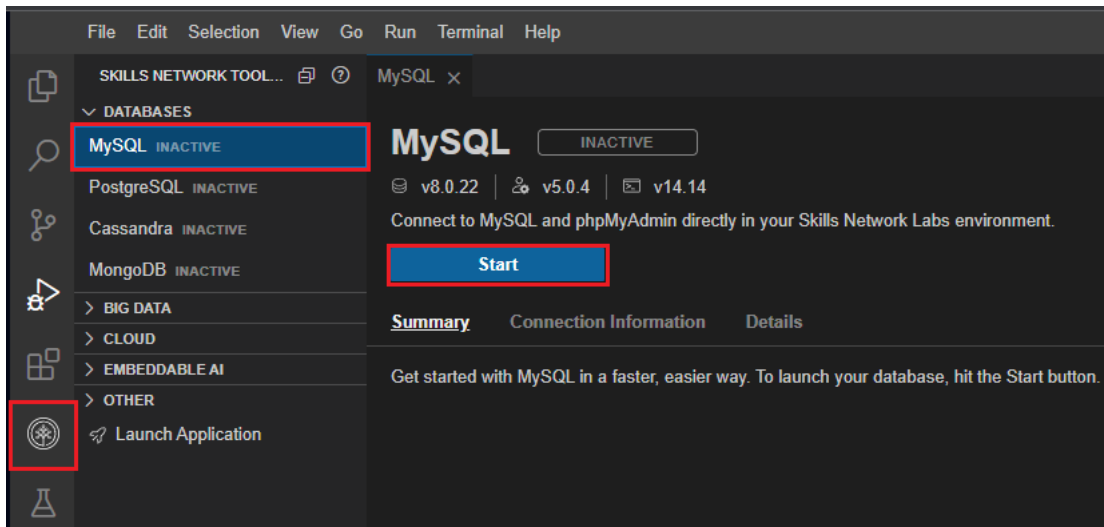 File Edit Selection View Go Run Terminal Help
SKILLS NETWORK TOOL...
DATABASES
MySQL INACTIVE
PostgreSQL INACTIVE
Cassandra INACTIVE
MongoDB INACTIVE
BIG DATA
CLOUD
EMBEDDABLE AI
OTHER
Launch Application
MySQL
MySQL INACTIVE
v8.0.22 v5.0.4 v14.14
Connect to MySQL and phpMyAdmin directly in your Skills Network Labs environment.
Start
Summary Connection Information Details
Get started with MySQL in a faster, easier way. To launch your database, hit the Start button.